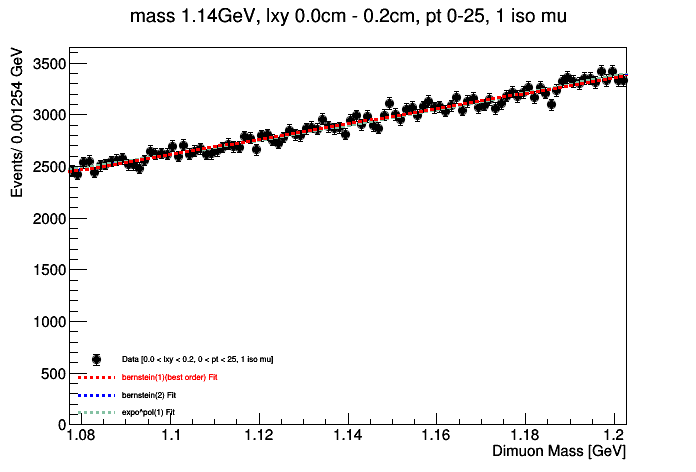 mass 1.14GeV, lxy 0.0cm - 0.2cm, pt 0-25, 1 iso mu
Events/ 0.001254 GeV
3500
3000
2500
2000
1500
1000
500
0
Data [0.0 < lxy < 0.2, 0 < pt < 25, 1 iso mu]
bernstein(1)(best order) Fit
bernstein(2) Fit
expo^pol(1) Fit
1.08 1.1 1.12 1.14 1.16 1.18 1.2
Dimuon Mass [GeV]